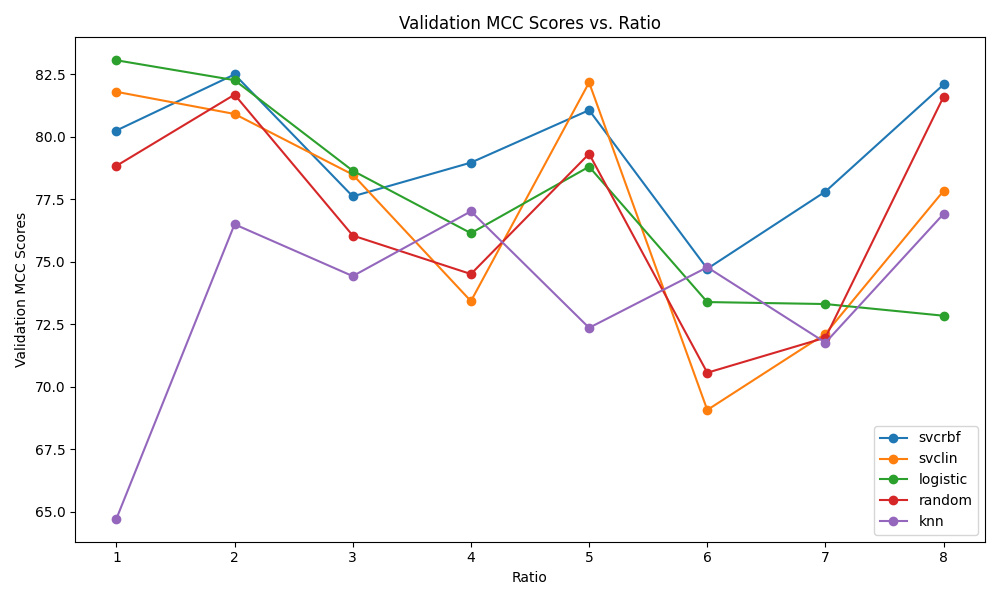 Validation MCC Scores vs. Ratio
Validation MCC Scores
82.5
80.0
77.5
75.0
72.5
70.0
67.5
65.0
1 2 3 4 5 6 7 8
Ratio
svcrbf
svclin
logistic
random
knn